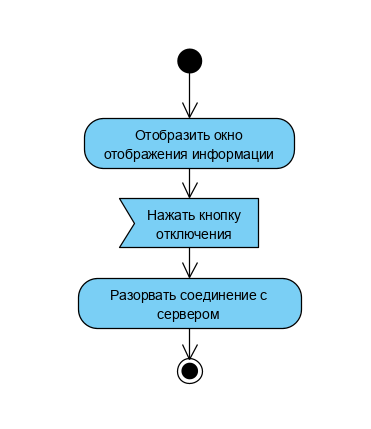 Отобразить окно
отображения информации
Нажать кнопку
отключения
Разорвать соединение с
сервером